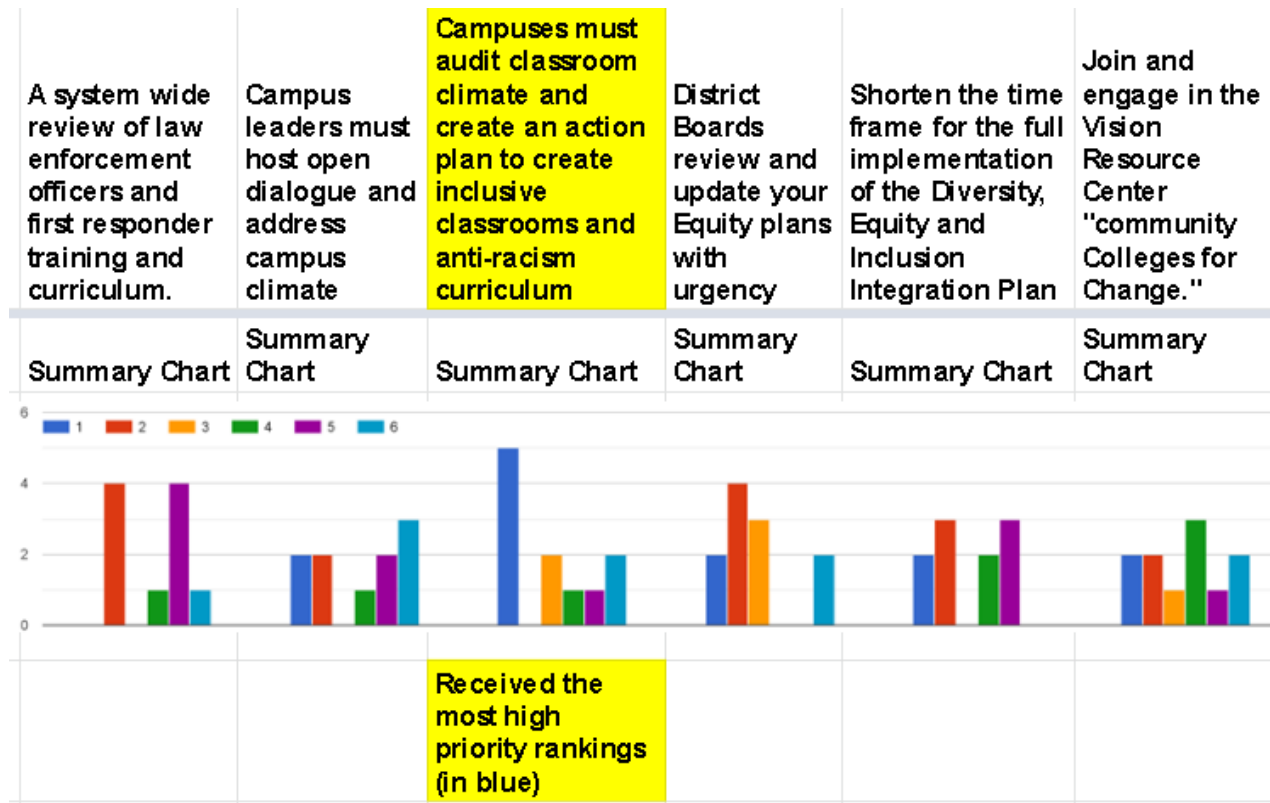 A system wide
review of law
enforcement
officers and
first responder
training and
curriculum.
Campus
leaders must
host open
dialogue and
address
campus
climate
Campuses must
audit classroom
climate and
create an action
plan to create
inclusive
classrooms and
anti-racism
curriculum
District
Boards
review and
update your
Equity plans
with
urgency
Shorten the time
frame for the full
implementation
of the Diversity,
Equity and
Inclusion
Integration Plan
Join and
engage in the
Vision
Resource
Center
"community
Colleges for
Change."
Summary Chart
Summary
Chart
Summary Chart
Summary
Chart
Summary Chart
Summary
Chart
6
1 2 3 4 5 6
4
2
0
Received the
most high
priority rankings
(in blue)